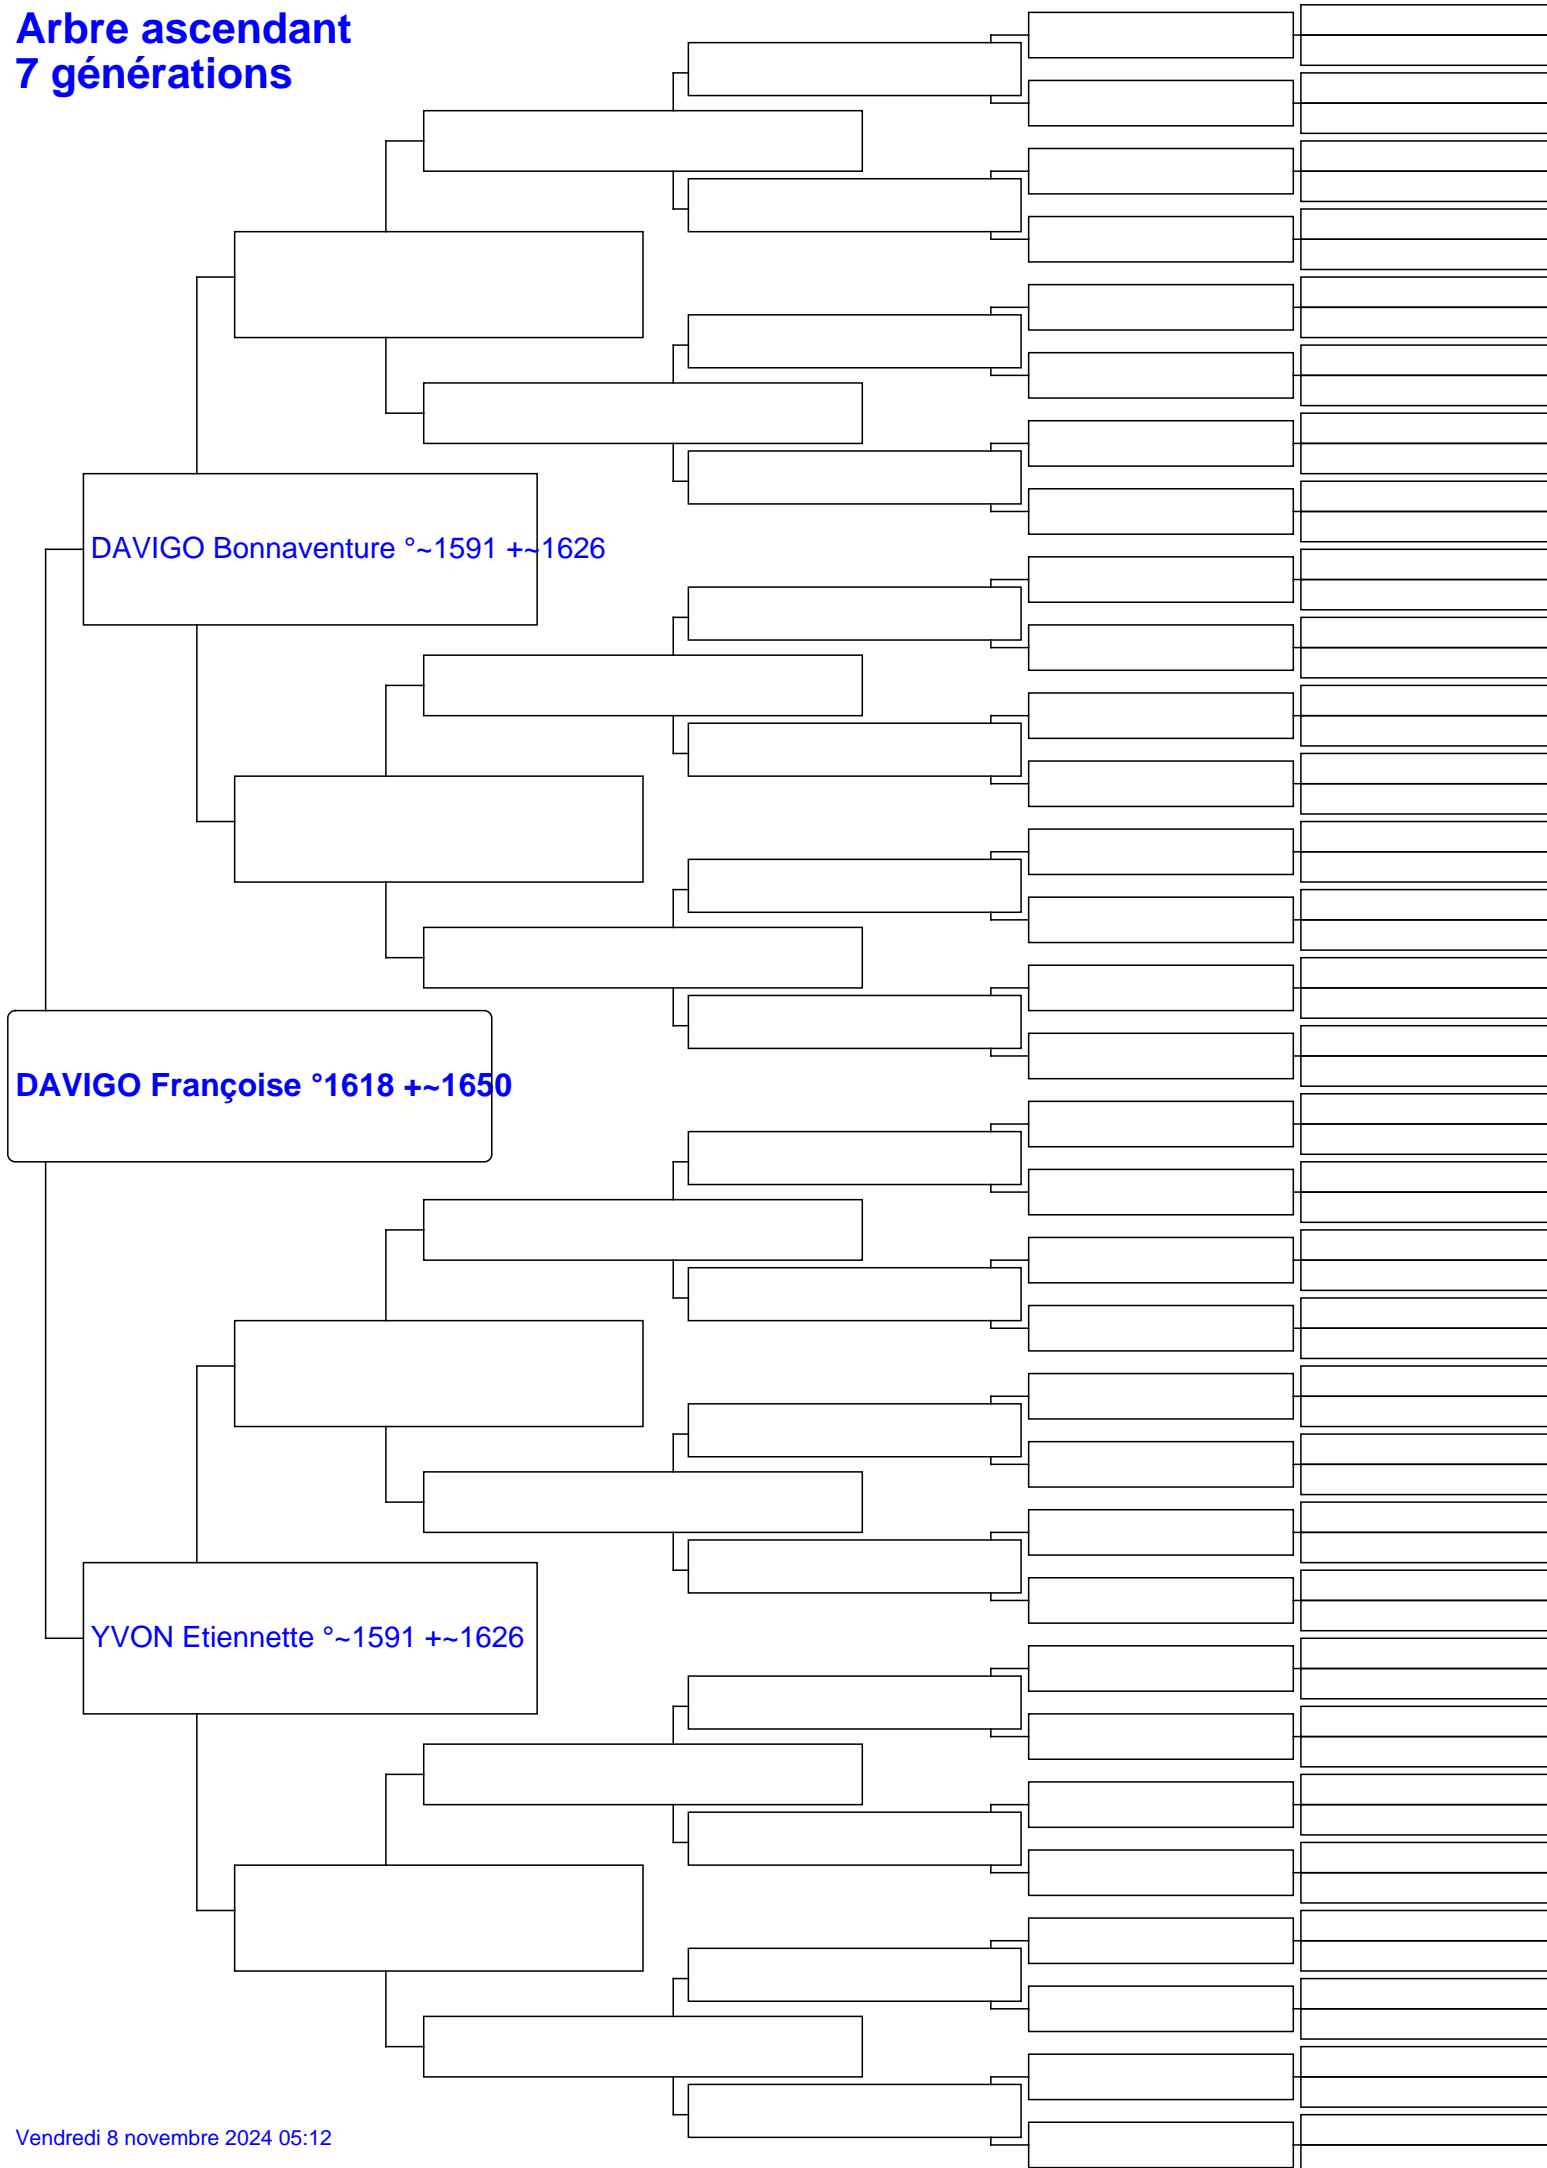 Arbre ascendant
7 générations
DAVIGO Bonnaventure °~1591 +~1626
DAVIGO Françoise °1618 +~1650
YVON Etiennette °~1591 +~1626
Vendredi 8 novembre 2024 05:12